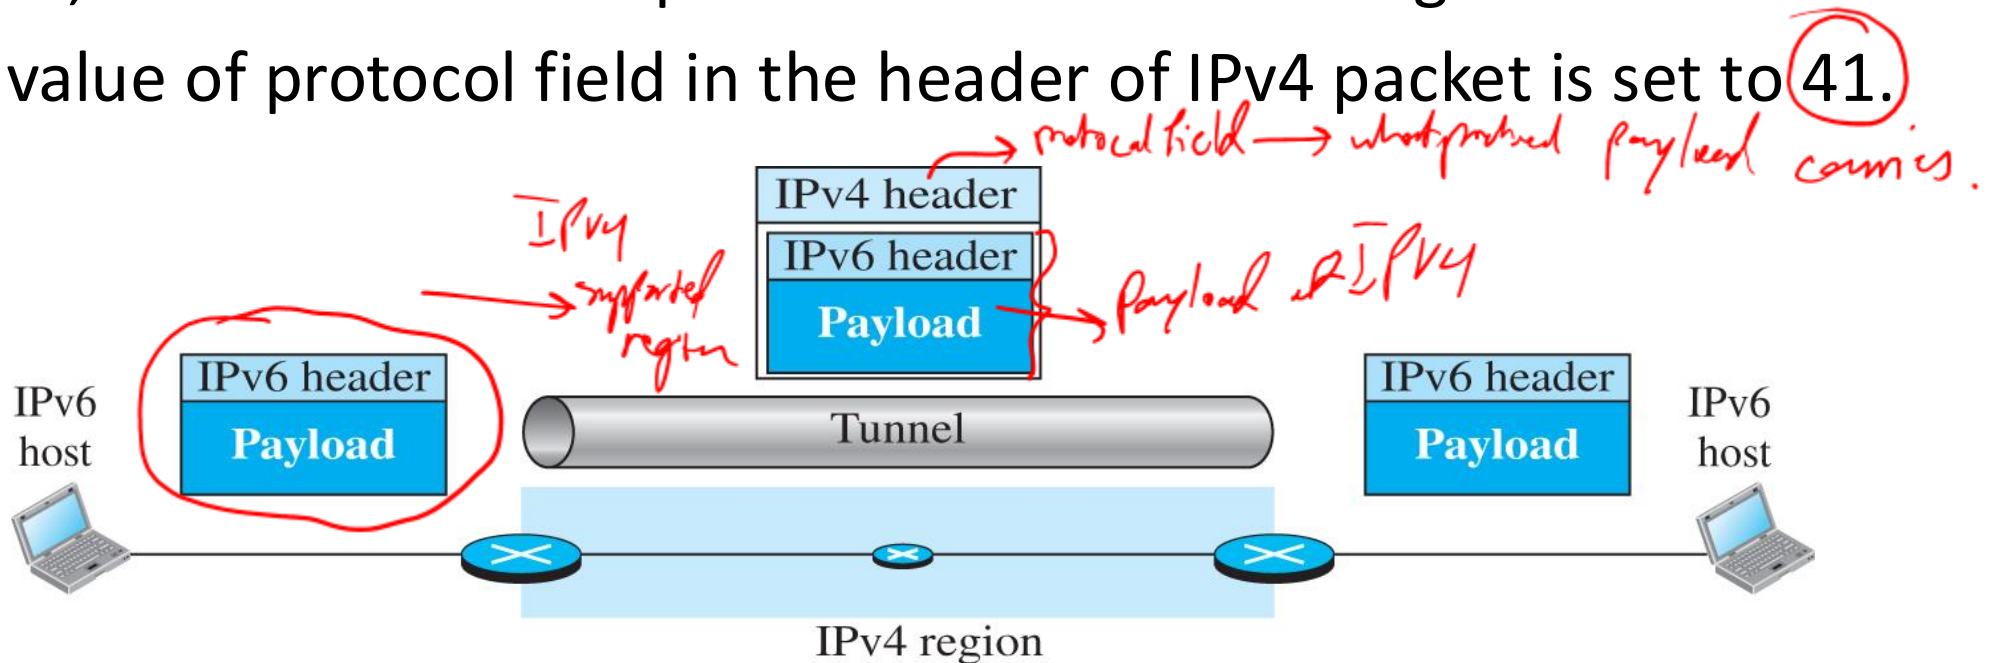 value of protocol field in the header of IPv4 packet is set to 41.
protocol field → what protocol payload carries.
IPv4 header
IPv4
supported
region
IPv6 header
Payload
Payload of IPv4
IPv6 header
Payload
IPv6
host
Tunnel
IPv6 header
Payload
IPv6
host
IPv4 region